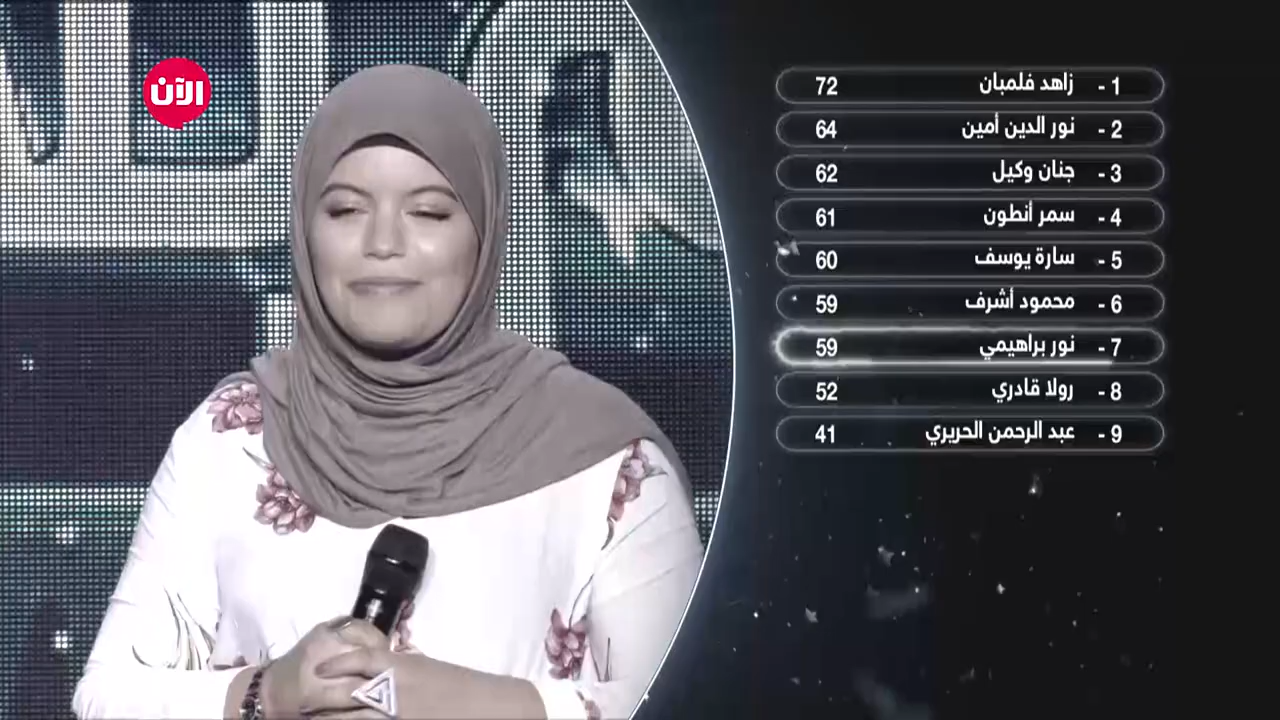 الآن
1 - زاهد فلمبان 72
2 - نور الدين أمين 64
3 - جنان وكيل 62
4 - سمر أنطون 61
5 - سارة يوسف 60
6 - محمود أشرف 59
7 - نور براهيمي 59
8 - رولا قادري 52
9 - عبد الرحمن الحريري 41